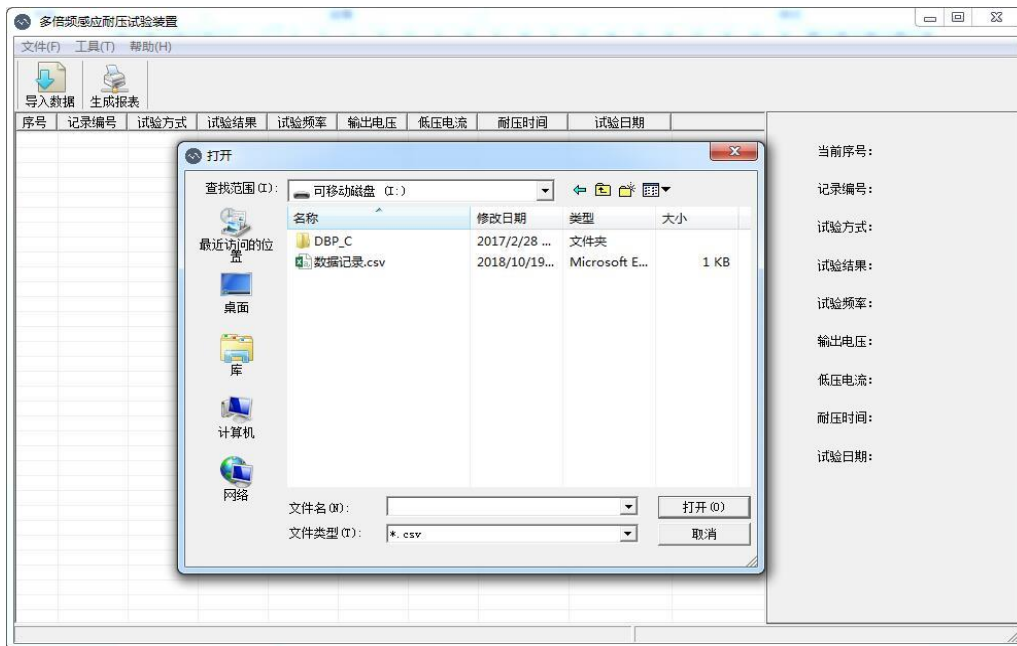 多倍频感应耐压试验装置
文件(F) 工具(T) 帮助(H)
导入数据 生成报表
序号 记录编号 试验方式 试验结果 试验频率 输出电压 低压电流 耐压时间 试验日期
打开
查找范围(I): 可移动磁盘 (I:)
名称 修改日期 类型 大小
DBP_C 2017/2/28 ... 文件夹
数据记录.csv 2018/10/19... Microsoft E... 1 KB
最近访问的位
置
桌面
库
计算机
网络
文件名(N): 打开(O)
文件类型(T): *.csv 取消
当前序号:
记录编号:
试验方式:
试验结果:
试验频率:
输出电压:
低压电流:
耐压时间:
试验日期: